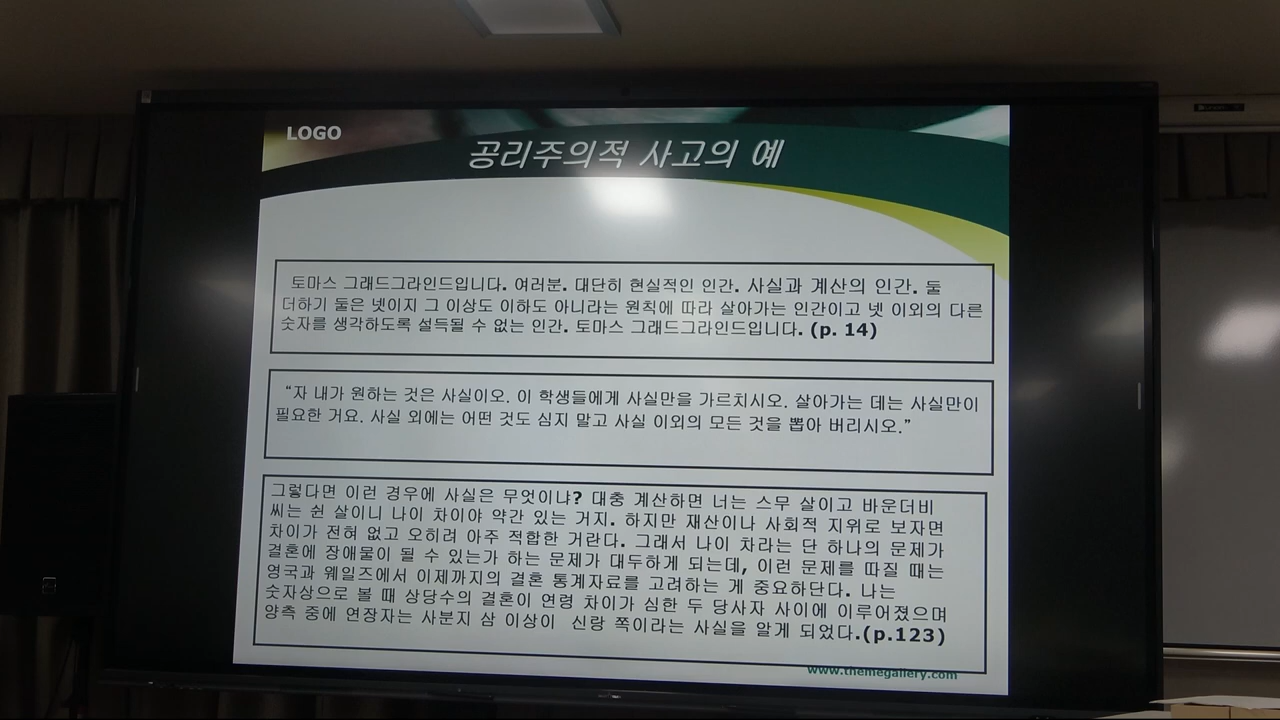 LOGO
공리주의적 사고의 예
토마스 그래드그라인드입니다. 여러분. 대단히 현실적인 인간. 사실과 계산의 인간. 둘
더하기 둘은 넷이지 그 이상도 이하도 아니라는 원칙에 따라 살아가는 인간이고 넷 이외의 다른
숫자를 생각하도록 설득될 수 없는 인간. 토마스 그래드그라인드입니다. (p. 14)
“자 내가 원하는 것은 사실이오. 이 학생들에게 사실만을 가르치시오. 살아가는 데는 사실만이
필요한 거요. 사실 외에는 어떤 것도 심지 말고 사실 이외의 모든 것을 뽑아 버리시오.”
그렇다면 이런 경우에 사실은 무엇이냐? 대충 계산하면 너는 스무 살이고 바운더비
씨는 쉰 살이니 나이 차이야 약간 있는 거지. 하지만 재산이나 사회적 지위로 보자면
차이가 전혀 없고 오히려 아주 적합한 거란다. 그래서 나이 차라는 단 하나의 문제가
결혼에 장애물이 될 수 있는가 하는 문제가 대두하게 되는데, 이런 문제를 따질 때는
영국과 웨일즈에서 이제까지의 결혼 통계자료를 고려하는 게 중요하단다. 나는
숫자상으로 볼 때 상당수의 결혼이 연령 차이가 심한 두 당사자 사이에 이루어졌으며
양측 중에 연장자는 사분지 삼 이상이 신랑 쪽이라는 사실을 알게 되었다.(p.123)
www.themegallery.com